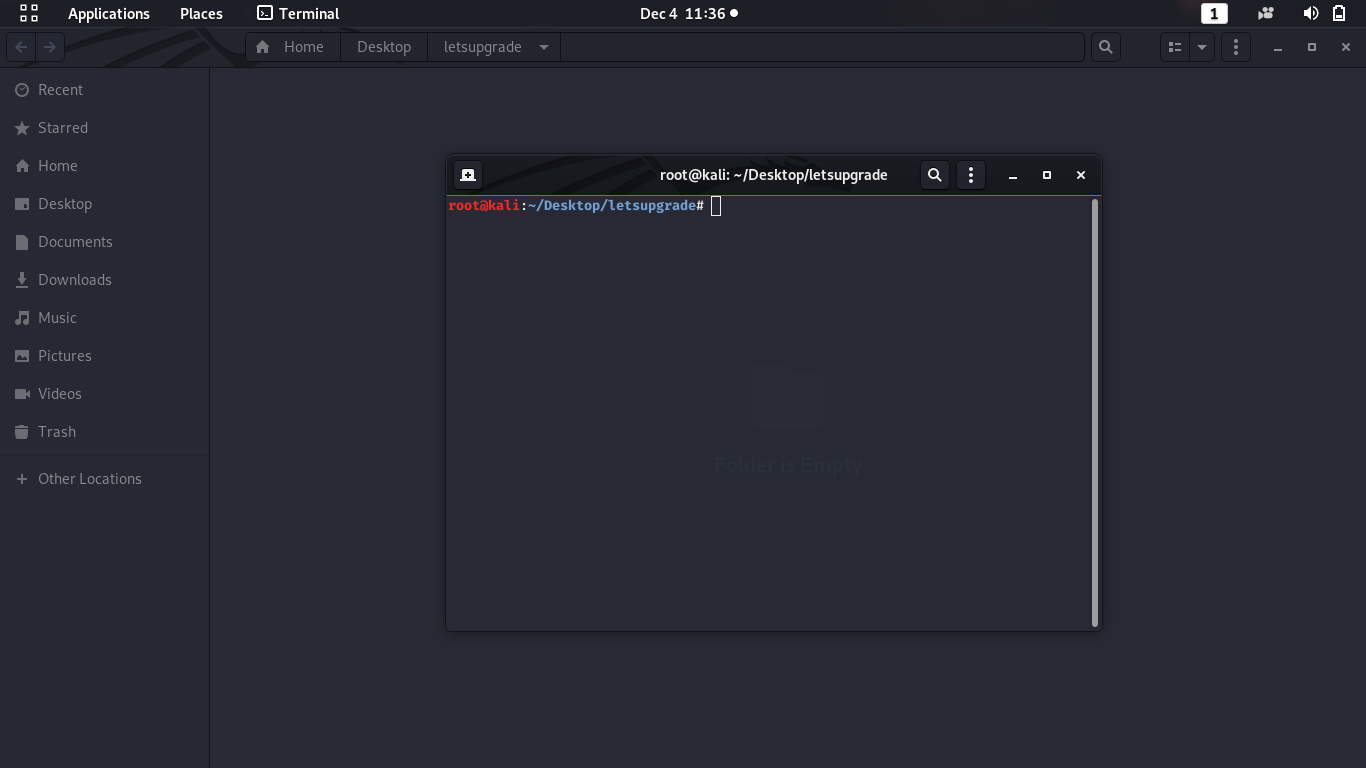 Applications Places Terminal Dec 4 11:36 1
Home Desktop letsupgrade
Recent
Starred
Home
Desktop
Documents
Downloads
Music
Pictures
Videos
Trash
Other Locations
root@kali: ~/Desktop/letsupgrade
root@kali:~/Desktop/letsupgrade#
Folder is Empty